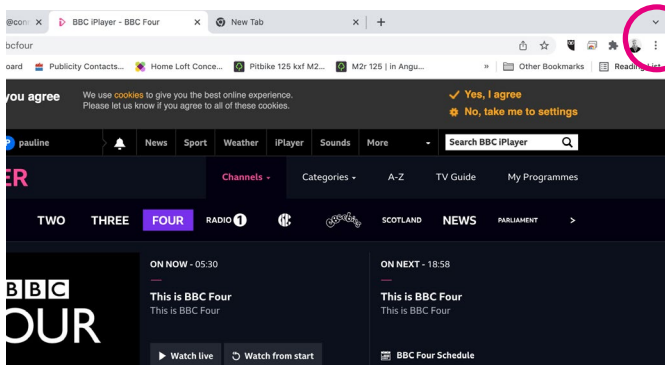 @conr BBC iPlayer - BBC Four New Tab
bcfour
oard Publicity Contacts... Home Loft Conce... Pitbike 125 kxf M2... M2r 125 | in Angu... » Other Bookmarks Reading List
you agree
We use cookies to give you the best online experience.
Please let us know if you agree to all of these cookies.
Yes, I agree
No, take me to settings
P pauline News Sport Weather iPlayer Sounds More Search BBC iPlayer
ER Channels Categories A-Z TV Guide My Programmes
TWO THREE FOUR RADIO 1 CBBC CBeebies SCOTLAND NEWS PARLIAMENT >
BBC
OUR
ON NOW - 05:30
This is BBC Four
This is BBC Four
Watch live Watch from start
ON NEXT - 18:58
This is BBC Four
This is BBC Four
BBC Four Schedule